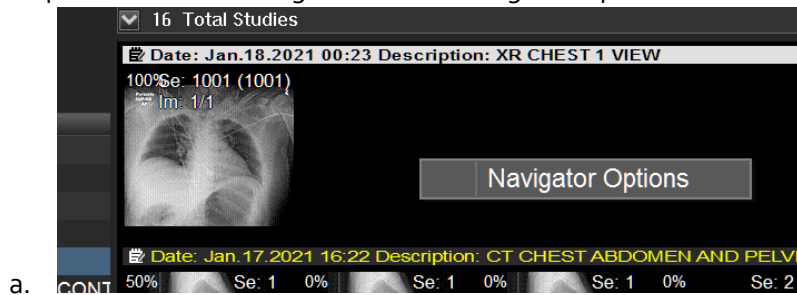 16 Total Studies
Date: Jan.18.2021 00:23 Description: XR CHEST 1 VIEW
100% Se: 1001 (1001)
Im: 1/1
Navigator Options
Date: Jan.17.2021 16:22 Description: CT CHEST ABDOMEN AND PELV
a. CONT 50% Se: 1 0% Se: 1 0% Se: 1 0% Se: 2